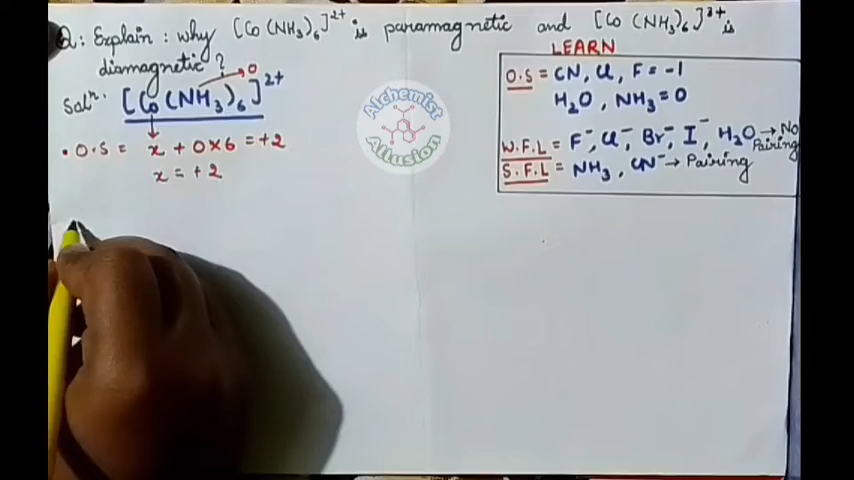 Q: Explain: why [Co(NH3)6]2+ is paramagnetic and [Co(NH3)6]3+ is
diamagnetic?
Solⁿ. [Co(NH3)6]2+ → 0
• O.S = x + 0×6 = +2
x = +2
Alchemist
Allusion
LEARN
O.S = CN, Cl, F = -1
H2O, NH3 = 0
W.F.L = F⁻, Cl⁻, Br⁻, I⁻, H2O → No
Pairing
S.F.L = NH3, CN⁻ → Pairing